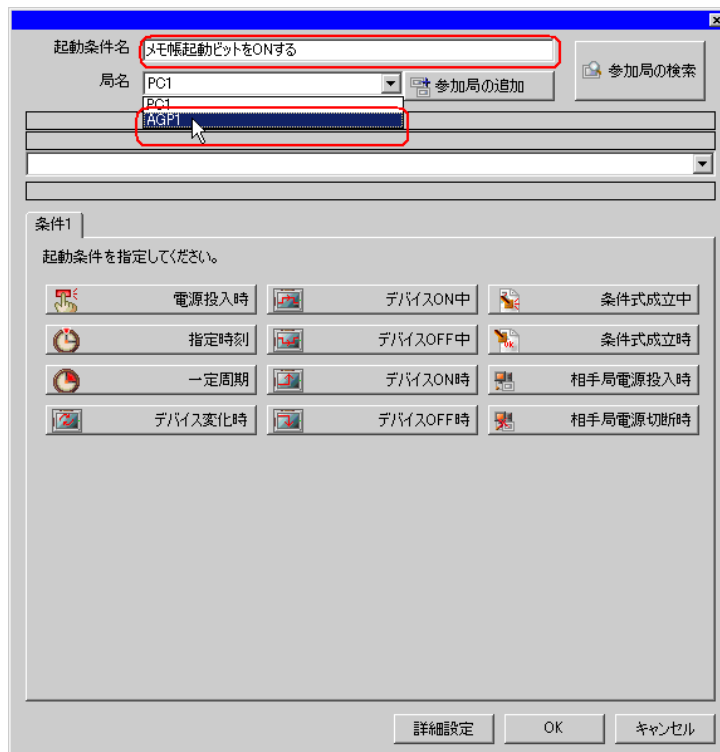 起動条件名 メモ帳起動ビットをONする
参加局の検索
局名 PC1 参加局の追加
PC1
AGP1
条件1
起動条件を指定してください。
電源投入時 デバイスON中 条件式成立中
指定時刻 デバイスOFF中 条件式成立時
一定周期 デバイスON時 相手局電源投入時
デバイス変化時 デバイスOFF時 相手局電源切断時
詳細設定 OK キャンセル